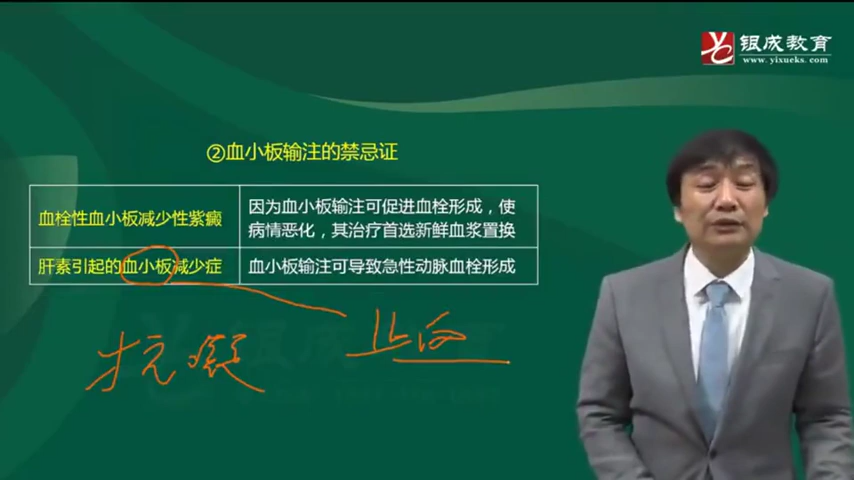 银成教育
www.yixueks.com
②血小板输注的禁忌证
血栓性血小板减少性紫癜
因为血小板输注可促进血栓形成，使
病情恶化，其治疗首选新鲜血浆置换
肝素引起的血小板减少症
血小板输注可导致急性动脉血栓形成
抗凝
银成教育